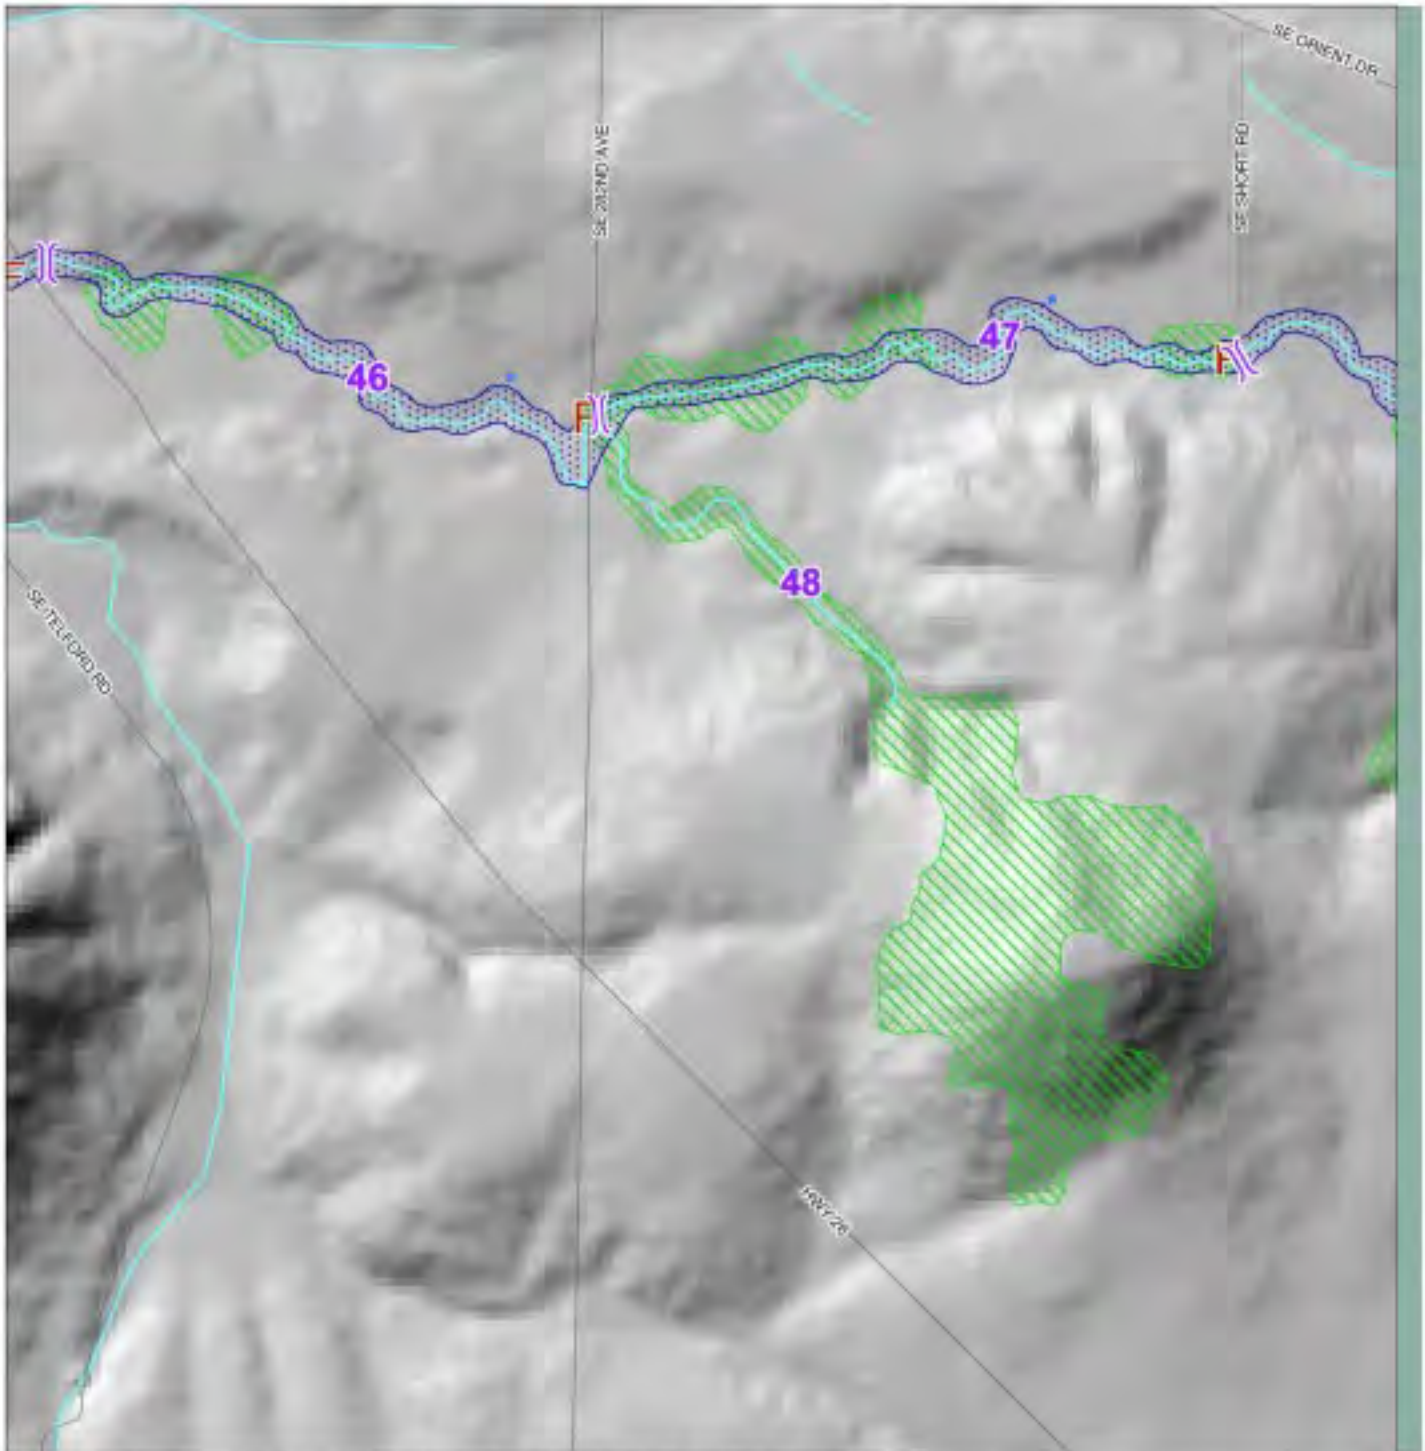 SE ORIENT DR
SE 282ND AVE
SE SHORT RD
47
46
F
F
48
SE TELFORD RD
HWY 26